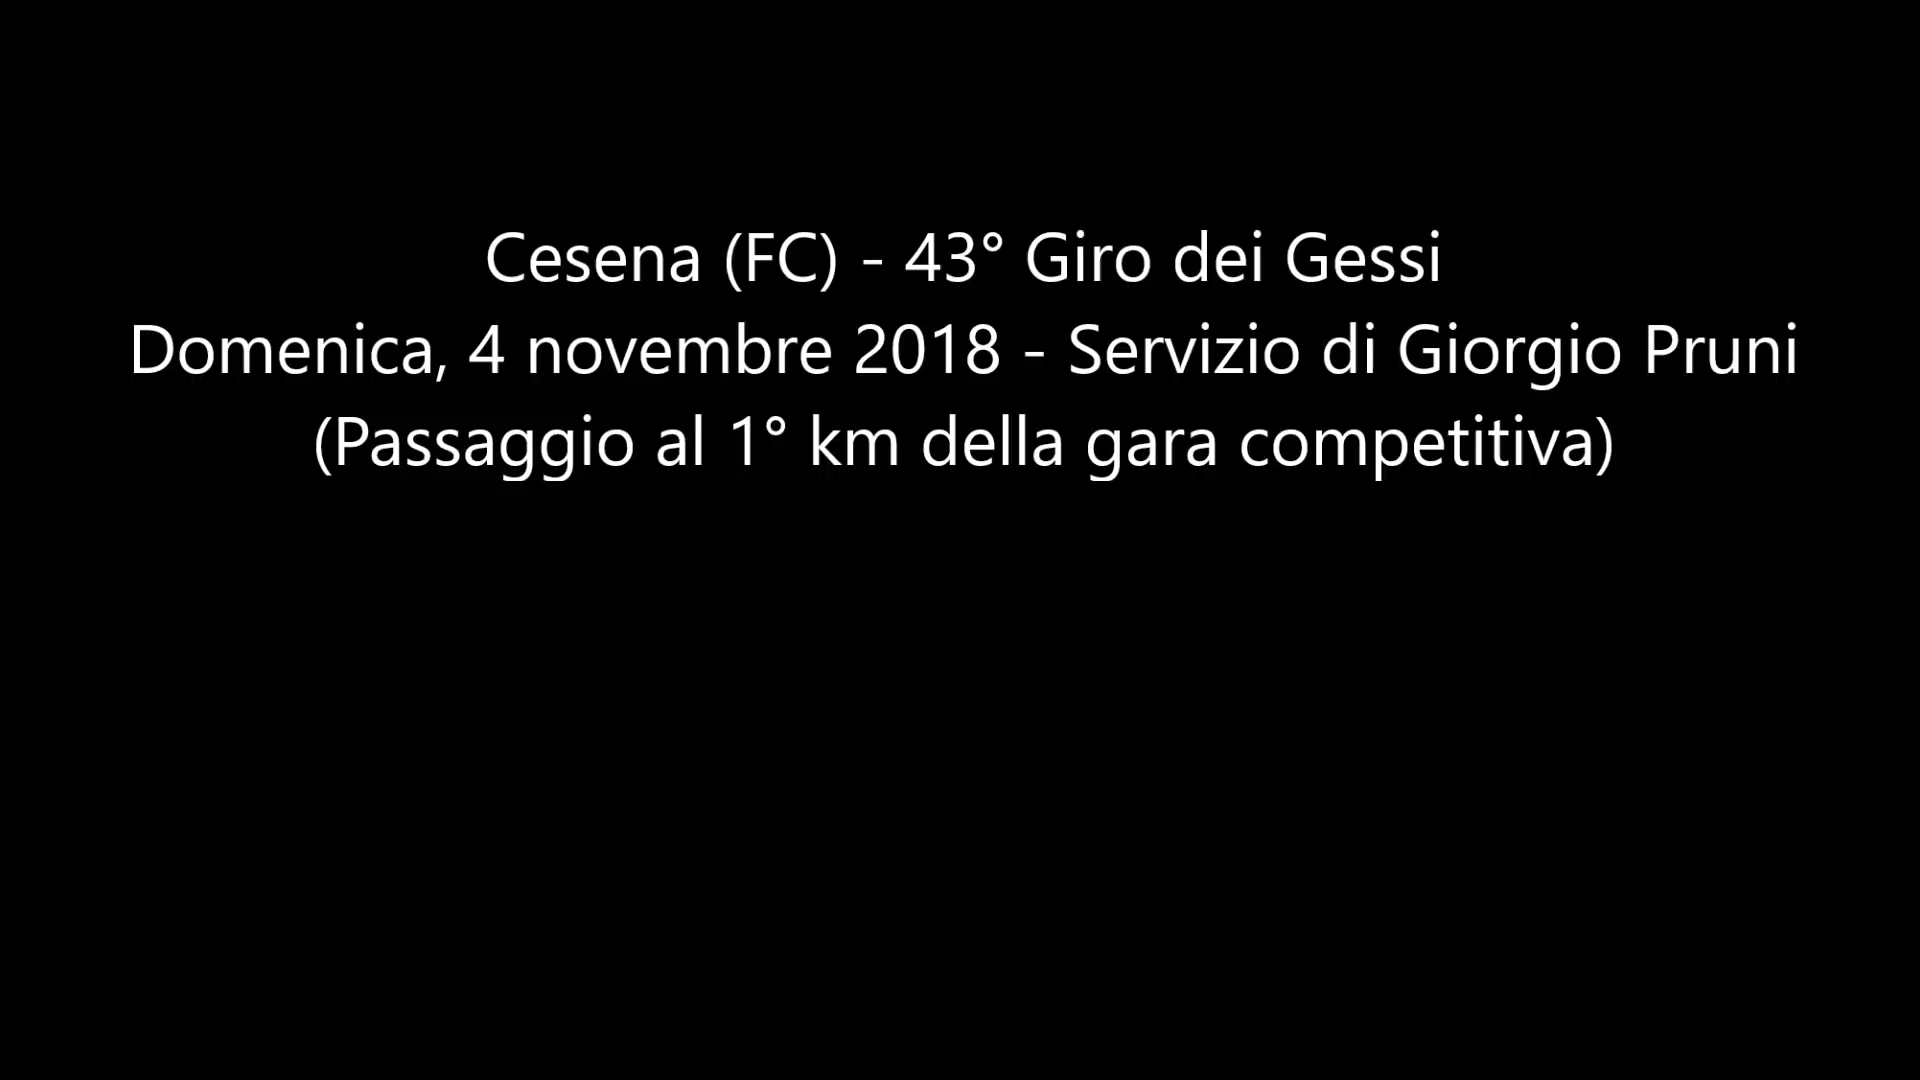 Cesena (FC) - 43° Giro dei Gessi
Domenica, 4 novembre 2018 - Servizio di Giorgio Pruni
(Passaggio al 1° km della gara competitiva)